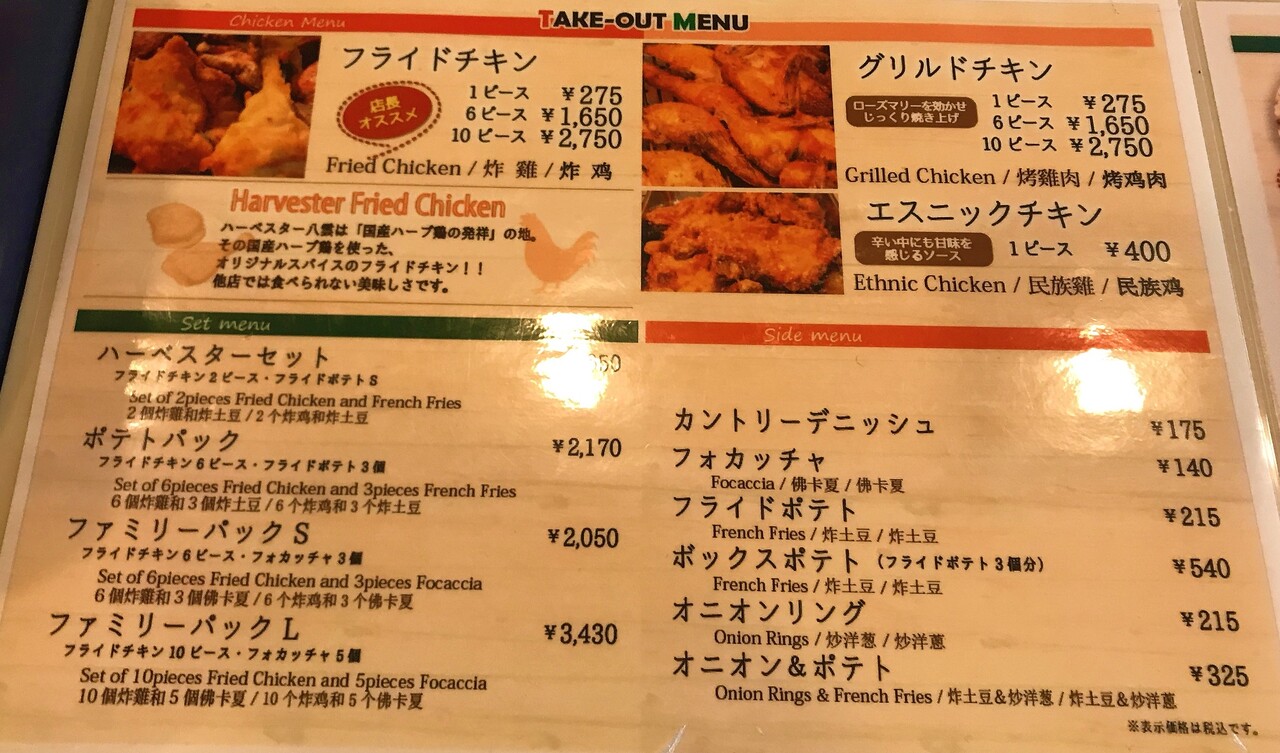 TAKE-OUT MENU
Chicken Menu
フライドチキン
店長
オススメ
1ピース ¥275
6ピース ¥1,650
10ピース ¥2,750
Fried Chicken / 炸 雞 / 炸 鸡
Harvester Fried Chicken
ハーベスター八雲は「国産ハーブ鶏の発祥」の地。
その国産ハーブ鶏を使った、
オリジナルスパイスのフライドチキン！！
他店では食べられない美味しさです。
グリルドチキン
ローズマリーを効かせ
じっくり焼き上げ
1ピース ¥275
6ピース ¥1,650
10ピース ¥2,750
Grilled Chicken / 烤雞肉 / 烤鸡肉
エスニックチキン
辛い中にも甘味を
感じるソース
1ピース ¥400
Ethnic Chicken / 民族雞 / 民族鸡
Set menu
ハーベスターセット
フライドチキン2ピース・フライドポテトS
Set of 2pieces Fried Chicken and French Fries
2個炸雞和炸土豆 / 2个炸鸡和炸土豆
ポテトパック ¥2,170
フライドチキン6ピース・フライドポテト3個
Set of 6pieces Fried Chicken and 3pieces French Fries
6個炸雞和3個炸土豆 / 6个炸鸡和3个炸土豆
ファミリーパックS ¥2,050
フライドチキン6ピース・フォカッチャ3個
Set of 6pieces Fried Chicken and 3pieces Focaccia
6個炸雞和3個佛卡夏 / 6个炸鸡和3个佛卡夏
ファミリーパックL ¥3,430
フライドチキン10ピース・フォカッチャ5個
Set of 10pieces Fried Chicken and 5pieces Focaccia
10個炸雞和5個佛卡夏 / 10个炸鸡和5个佛卡夏
Side menu
カントリーデニッシュ ¥175
フォカッチャ ¥140
Focaccia / 佛卡夏 / 佛卡夏
フライドポテト ¥215
French Fries / 炸土豆 / 炸土豆
ボックスポテト（フライドポテト3個分） ¥540
French Fries / 炸土豆 / 炸土豆
オニオンリング ¥215
Onion Rings / 炒洋葱 / 炒洋蔥
オニオン＆ポテト ¥325
Onion Rings & French Fries / 炸土豆&炒洋葱 / 炸土豆&炒洋蔥
※表示価格は税込です。